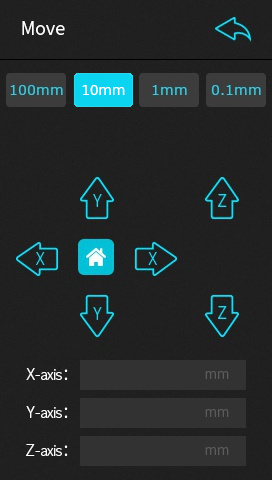 Move
100mm 10mm 1mm 0.1mm
Y Z
X X
Y Z
X-axis: mm
Y-axis: mm
Z-axis: mm